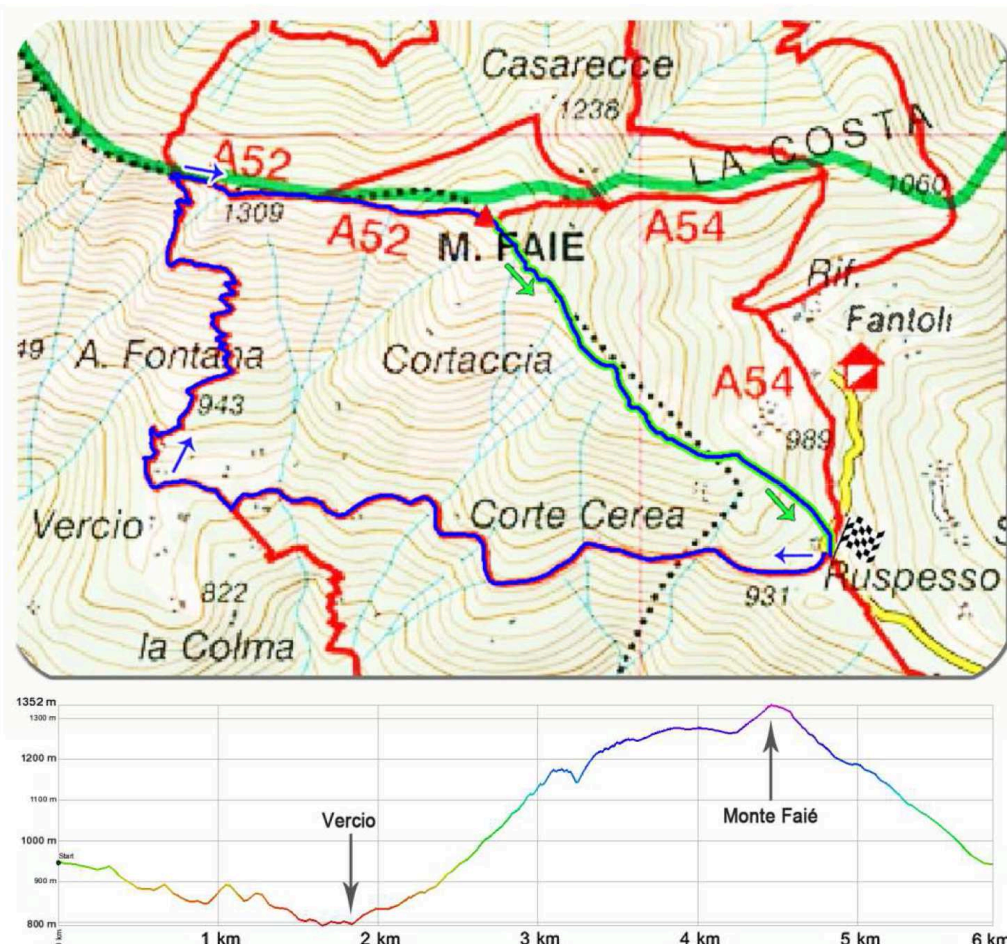 Casarecce
1238
LA COSTA
A52
1060
1309
A52
M. FAIÈ
A54
Rif.
Fantoli
49
A. Fontana
Cortaccia
A54
943
989
Vercio
Corte Cerea
S
Ruspesso
822
931
la Colma
1352 m
1300 m
1200 m
1100 m
1000 m
900 m
800 m
Start
Vercio
Monte Faié
1 km
2 km
3 km
4 km
5 km
6 km